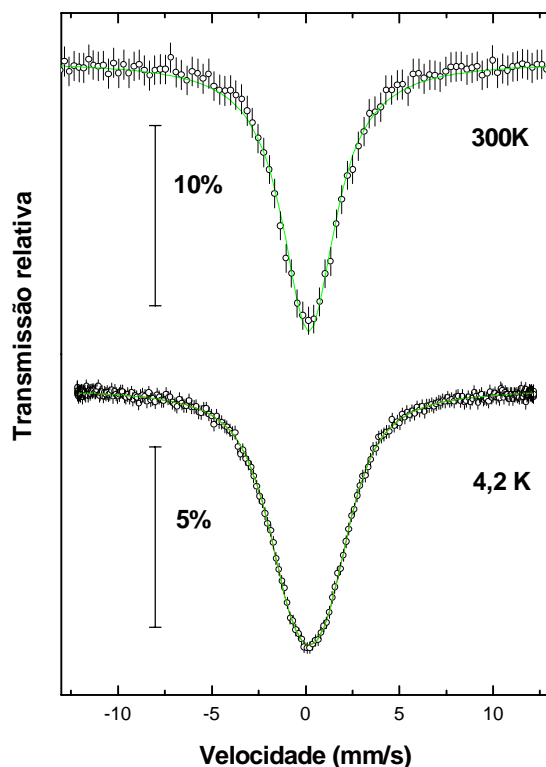 300K
10%
Transmissão relativa
4,2 K
5%
-10 -5 0 5 10
Velocidade (mm/s)